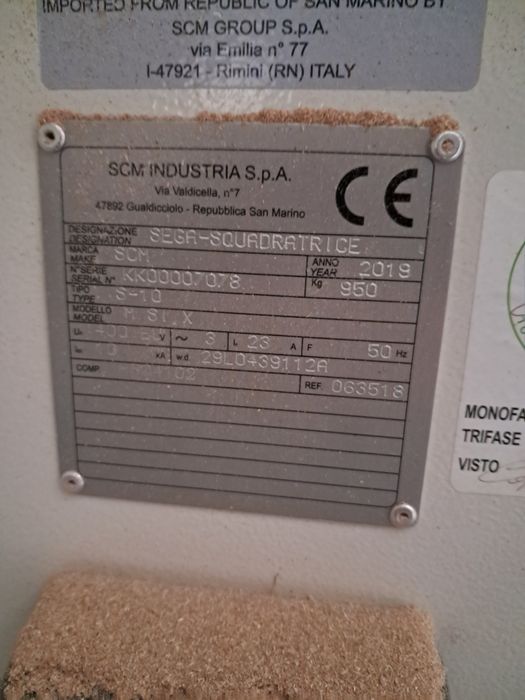 IMPORTED FROM REPUBLIC OF SAN MARINO BY
SCM GROUP S.p.A.
via Emilia n° 77
I-47921 - Rimini (RN) ITALY
SCM INDUSTRIA S.p.A.
Via Valdicella, n°7
47892 Gualdicciolo - Repubblica San Marino
CE
DESIGNAZIONE
DESIGNATION SEGA-SQUADRATRICE
MARCA
MAKE SCM
ANNO
YEAR 2019
N°SERIE
SERIAL N° KK00007078
Kg 950
TIPO
TYPE S-10
MODELLO
MODEL M SI X
V ~ 3 I. 23 A F 50 Hz
kA w.d. 29L0439112A
COMP. REF. 063518
MONOFA
TRIFASE
VISTO